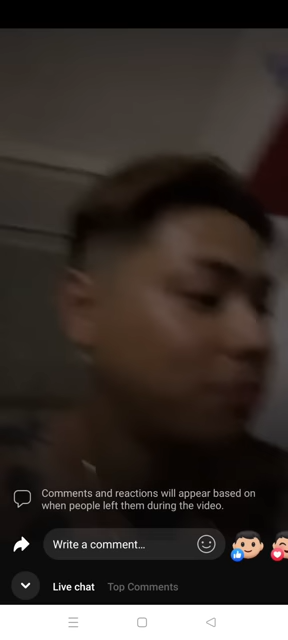 Comments and reactions will appear based on
when people left them during the video.
Write a comment...
Live chat Top Comments